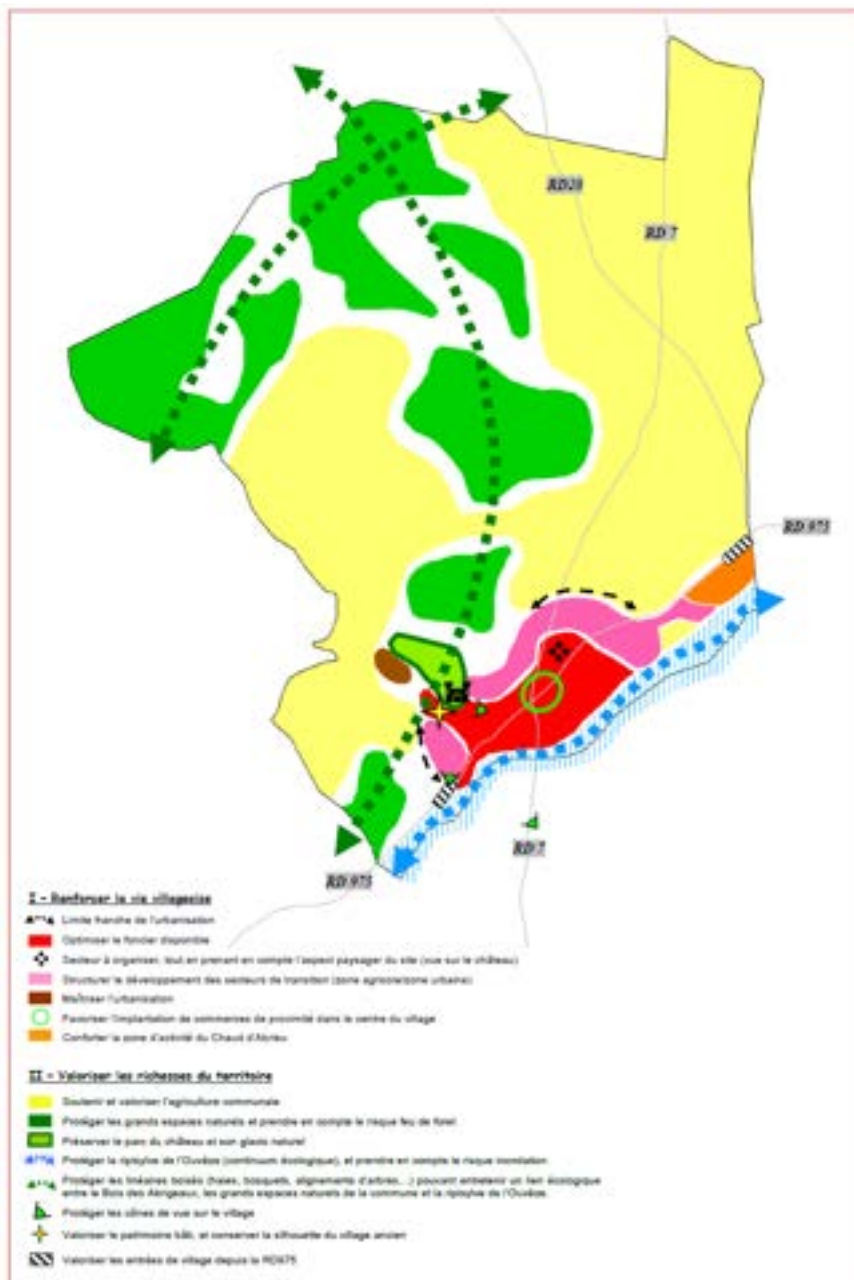 RD20
RD 7
RD 975
RD 7
RD 975
I - Renforcer la vie villageoise
Limite franche de l'urbanisation
Optimiser le foncier disponible
Secteur à organiser, tout en prenant en compte l'aspect paysager du site (vue sur le château)
Structurer le développement des secteurs de transition (zone agricole/zone urbaine)
Maîtriser l'urbanisation
Favoriser l'implantation de commerces de proximité dans le centre du village
Conforter la zone d'activité du Chaud d'Abrieu
II - Valoriser les richesses du territoire
Soutenir et valoriser l'agriculture communale
Protéger les grands espaces naturels et prendre en compte le risque feu de forêt
Préserver le parc du château et son glacis naturel
Protéger la ripisylve de l'Ouvèze (continuum écologique), et prendre en compte le risque inondation
Protéger les linéaires boisés (haies, bosquets, alignements d'arbres...) pouvant entretenir un lien écologique
entre le Bois des les grands espaces naturels de la commune et la ripisylve de l'Ouvèze.
Protéger les cônes de vue sur le village
Valoriser le patrimoine bâti, et conserver la silhouette du village ancien
Valoriser les entrées de village depuis la RD975